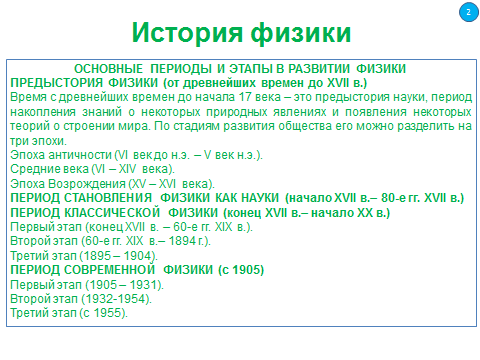 2
История физики
ОСНОВНЫЕ ПЕРИОДЫ И ЭТАПЫ В РАЗВИТИИ ФИЗИКИ
ПРЕДЫСТОРИЯ ФИЗИКИ (от древнейших времен до XVII в.)
Время с древнейших времен до начала 17 века – это предыстория науки, период
накопления знаний о некоторых природных явлениях и появления некоторых
теорий о строении мира. По стадиям развития общества его можно разделить на
три эпохи.
Эпоха античности (VI век до н.э. – V век н.э.).
Средние века (VI – XIV века).
Эпоха Возрождения (XV – XVI века).
ПЕРИОД СТАНОВЛЕНИЯ ФИЗИКИ КАК НАУКИ (начало XVII в.– 80-е гг. XVII в.)
ПЕРИОД КЛАССИЧЕСКОЙ ФИЗИКИ (конец XVII в.– начало XX в.)
Первый этап (конец XVII в. – 60-е гг. XIX в.).
Второй этап (60-е гг. XIX в.– 1894 г.).
Третий этап (1895 – 1904).
ПЕРИОД СОВРЕМЕННОЙ ФИЗИКИ (с 1905)
Первый этап (1905 – 1931).
Второй этап (1932-1954).
Третий этап (с 1955).